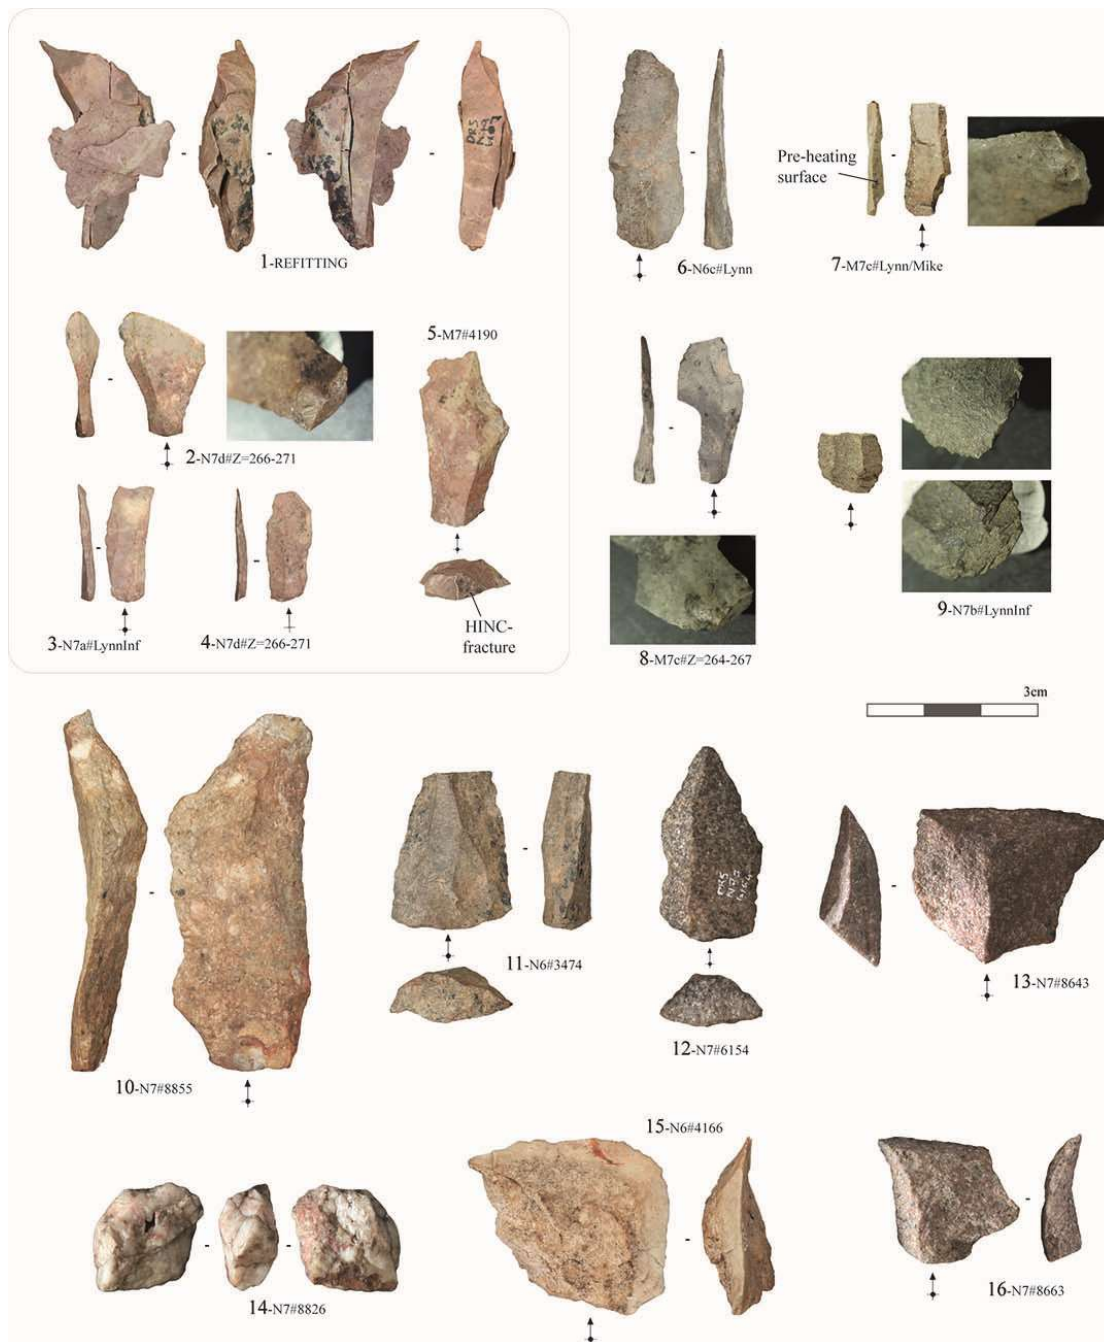 1-REFITTING
5-M7#4190
2-N7d#Z=266-271
3-N7a#LynnInf
4-N7d#Z=266-271
HINC-
fracture
6-N6c#Lynn
Pre-heating
surface
7-M7c#Lynn/Mike
8-M7c#Z=264-267
9-N7b#LynnInf
3cm
10-N7#8855
11-N6#3474
DRS
12-N7#6154
13-N7#8643
14-N7#8826
15-N6#4166
16-N7#8663